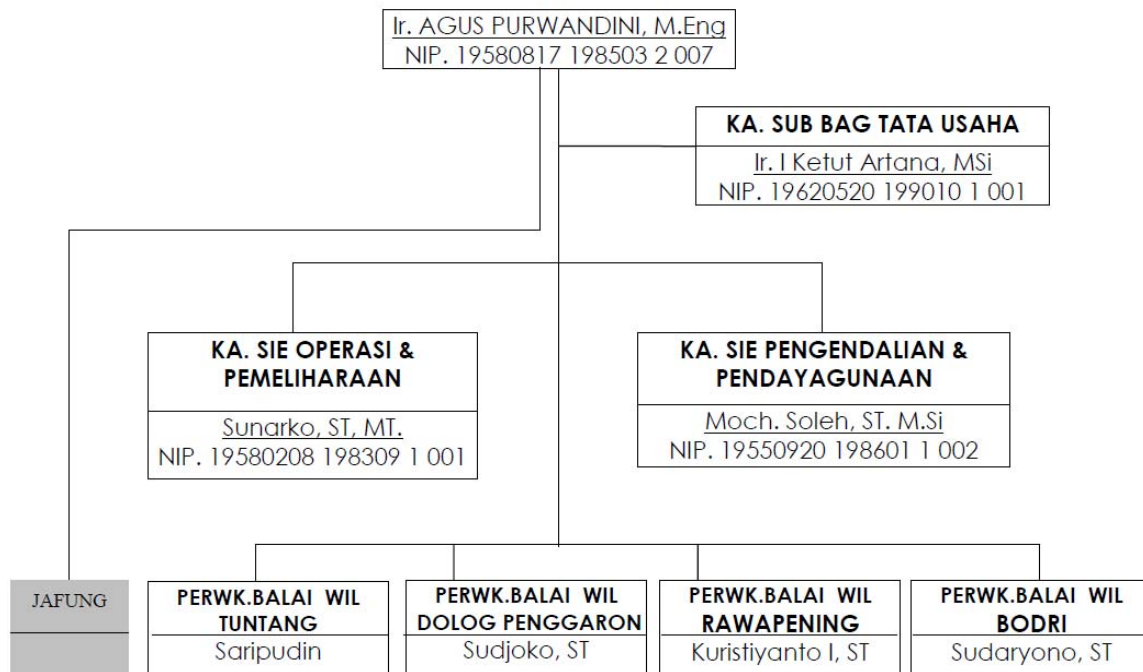 Ir. AGUS PURWANDINI, M.Eng
NIP. 19580817 198503 2 007
KA. SUB BAG TATA USAHA
Ir. I Ketut Artana, MSi
NIP. 19620520 199010 1 001
KA. SIE OPERASI &
PEMELIHARAAN
Sunarko, ST, MT.
NIP. 19580208 198309 1 001
KA. SIE PENGENDALIAN &
PENDAYAGUNAAN
Moch. Soleh, ST. M.Si
NIP. 19550920 198601 1 002
JAFUNG
PERWK.BALAI WIL
TUNTANG
Saripudin
PERWK.BALAI WIL
DOLOG PENGGARON
Sudjoko, ST
PERWK.BALAI WIL
RAWAPENING
Kuristiyanto I, ST
PERWK.BALAI WIL
BODRI
Sudaryono, ST